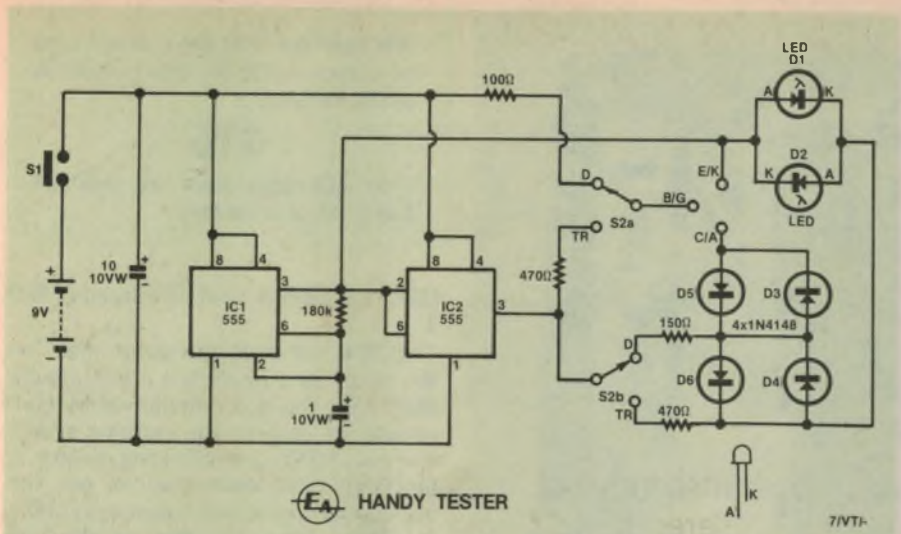 LED
D1
100Ω
A
K
D2
K
A
LED
S1
D
B/G
E/K
S2a
TR
C/A
+
10
10VW
+
-
8
4
8
4
470Ω
+
9V
-
IC1
555
3
180k
2
IC2
555
3
6
6
1
2
1
+
1
10VW
-
D5
D3
150Ω
4x1N4148
D
S2b
D6
D4
TR
470Ω
EA HANDY TESTER
K
A